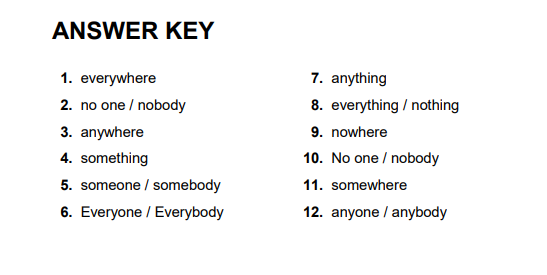 ANSWER KEY
1. everywhere
2. no one / nobody
3. anywhere
4. something
5. someone / somebody
6. Everyone / Everybody
7. anything
8. everything / nothing
9. nowhere
10. No one / nobody
11. somewhere
12. anyone / anybody